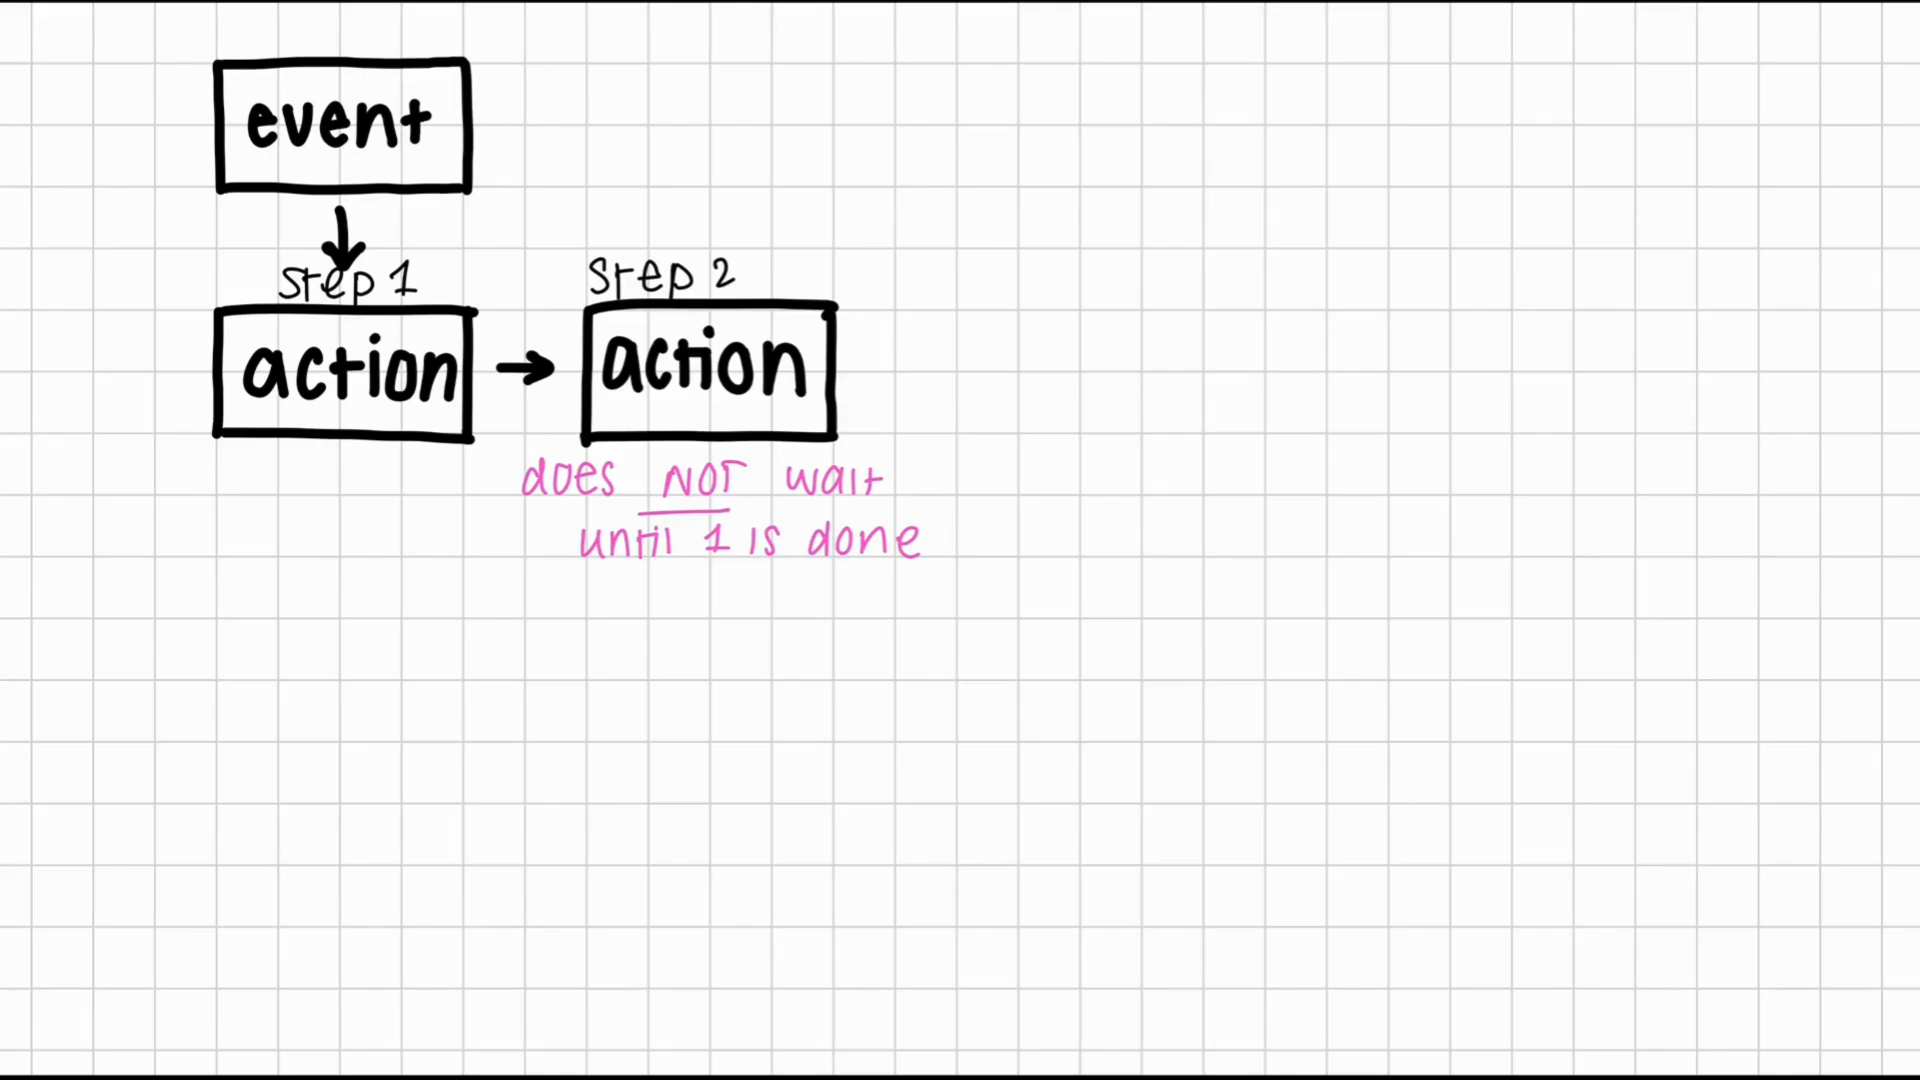 event
step 1
step 2
action
action
does NOT wait
until 1 is done